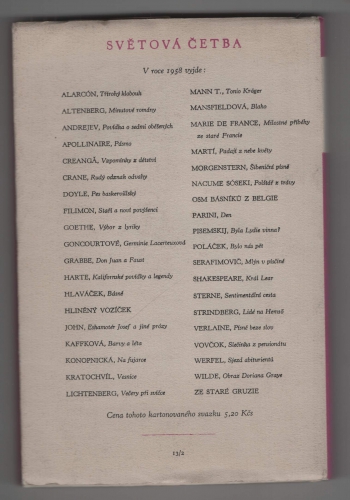 SVĚTOVÁ ČETBA
V roce 1958 vyjde:
ALARCÓN, Třírohý klobouk
ALTENBERG, Minutové romány
ANDREJEV, Povídka o sedmi oběšených
APOLLINAIRE, Pásmo
CREANGĂ, Vzpomínky z dětství
CRANE, Rudý odznak odvahy
DOYLE, Pes baskervillský
FILIMON, Staří a noví povýšenci
GOETHE, Výbor z lyriky
GONCOURTOVÉ, Germinie Lacerteuxová
GRABBE, Don Juan a Faust
HARTE, Kalifornské povídky a legendy
HLAVÁČEK, Básně
HLINĚNÝ VOZÍČEK
JOHN, Eskamotér Josef a jiné prózy
KAFFKOVÁ, Barvy a léta
KONOPNICKÁ, Na fujarce
KRATOCHVÍL, Vesnice
LICHTENBERG, Večery při svíčce
MANN T., Tonio Kröger
MANSFIELDOVÁ, Blaho
MARIE DE FRANCE, Milostné příběhy
ze staré Francie
MARTÍ, Padají z nebe květy
MORGENSTERN, Šibeniční písně
NACUME SÓSEKI, Polštář z trávy
OSM BÁSNÍKŮ Z BELGIE
PARINI, Den
PISEMSKIJ, Byla Lydie vinna?
POLÁČEK, Bylo nás pět
SERAFIMOVIČ, Mlýn v plačině
SHAKESPEARE, Král Lear
STERNE, Sentimentální cesta
STRINDBERG, Lidé na Hemsö
VERLAINE, Písně beze slov
VOVČOK, Slečinka z pensionátu
WERFEL, Sjezd abiturientů
WILDE, Obraz Doriana Graye
ZE STARÉ GRUZIE
Cena tohoto kartonovaného svazku 5,20 Kčs
13/2